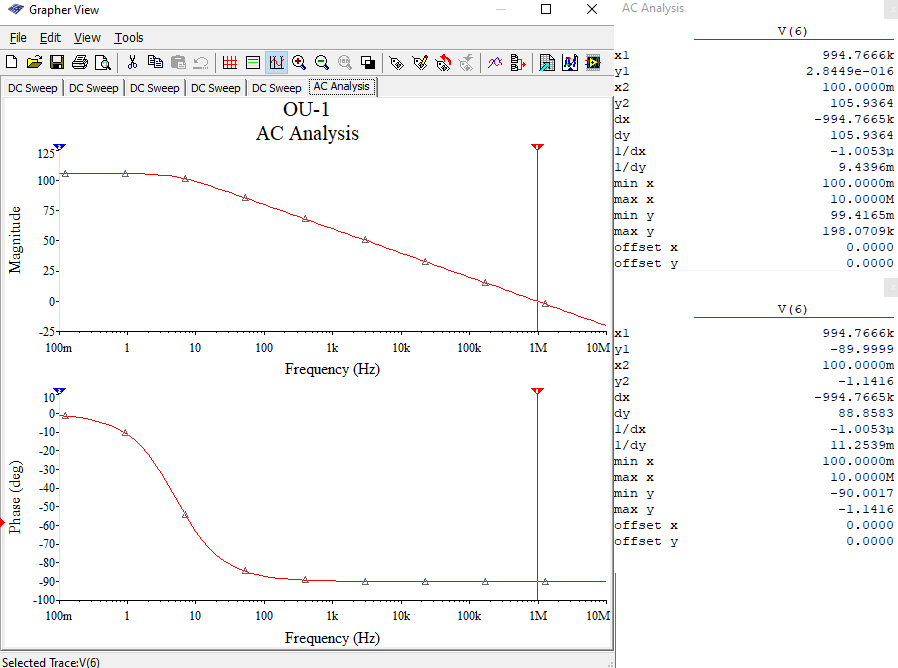 Grapher View
File Edit View Tools
DC Sweep DC Sweep DC Sweep DC Sweep DC Sweep AC Analysis
OU-1
AC Analysis
Magnitude
125
100
75
50
25
0
-25
100m 1 10 100 1k 10k 100k 1M 10M
Frequency (Hz)
Phase (deg)
10
0
-10
-20
-30
-40
-50
-60
-70
-80
-90
-100
100m 1 10 100 1k 10k 100k 1M 10M
Frequency (Hz)
Selected Trace:V(6)
AC Analysis
V(6)
x1 994.7666k
y1 2.8449e-016
x2 100.0000m
y2 105.9364
dx -994.7665k
dy 105.9364
1/dx -1.0053µ
1/dy 9.4396m
min x 100.0000m
max x 10.0000M
min y 99.4165m
max y 198.0709k
offset x 0.0000
offset y 0.0000
V(6)
x1 994.7666k
y1 -89.9999
x2 100.0000m
y2 -1.1416
dx -994.7665k
dy 88.8583
1/dx -1.0053µ
1/dy 11.2539m
min x 100.0000m
max x 10.0000M
min y -90.0017
max y -1.1416
offset x 0.0000
offset y 0.0000